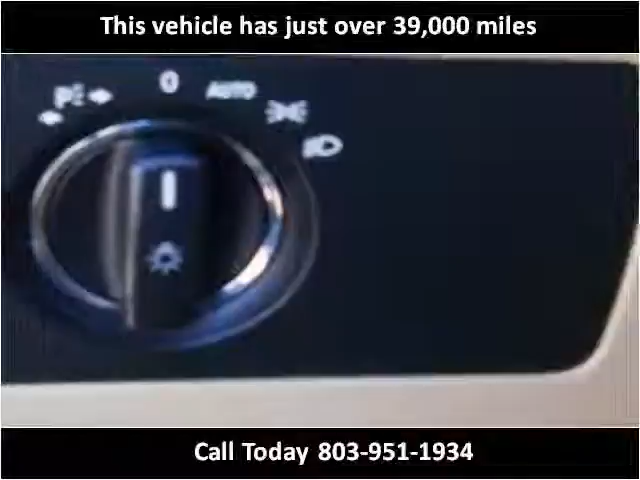 This vehicle has just over 39,000 miles
P
0 AUTO
Call Today 803-951-1934